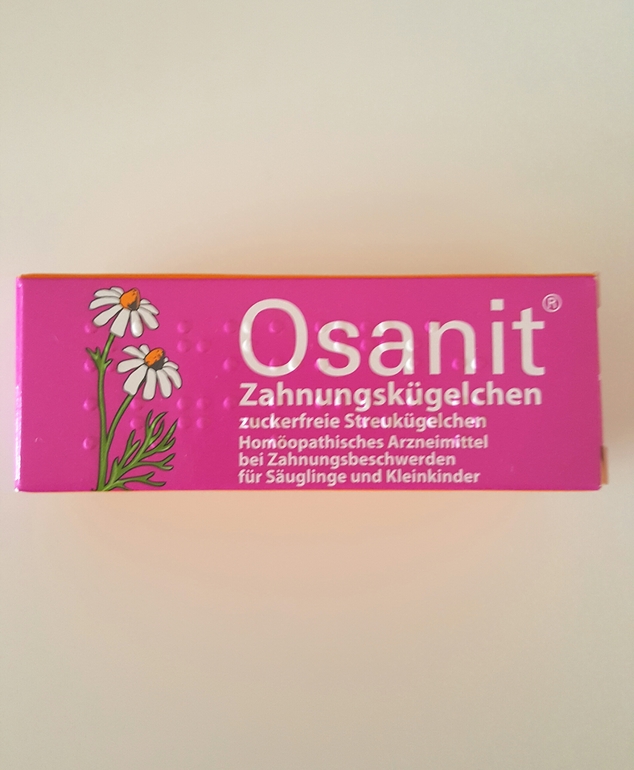 Osanit®
Zahnungskügelchen
zuckerfreie Streukügelchen
Homöopathisches Arzneimittel
bei Zahnungsbeschwerden
für Säuglinge und Kleinkinder